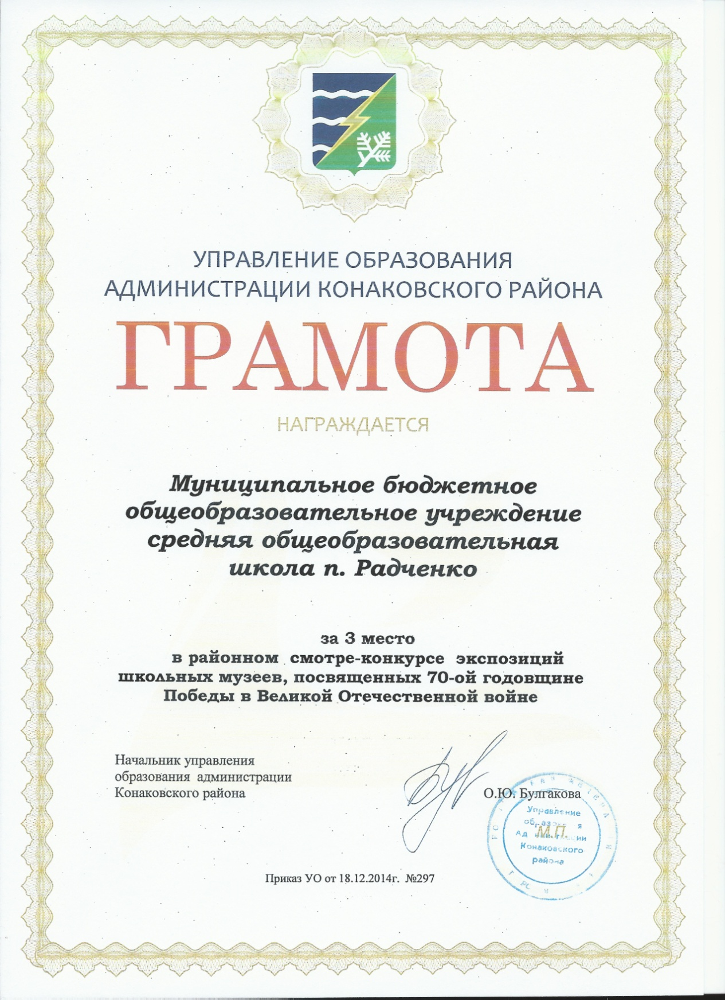 УПРАВЛЕНИЕ ОБРАЗОВАНИЯ
АДМИНИСТРАЦИИ КОНАКОВСКОГО РАЙОНА
ГРАМОТА
НАГРАЖДАЕТСЯ
Муниципальное бюджетное
общеобразовательное учреждение
средняя общеобразовательная
школа п. Радченко
за 3 место
в районном смотре-конкурсе экспозиций
школьных музеев, посвященных 70-ой годовщине
Победы в Великой Отечественной войне
Начальник управления
образования администрации
Конаковского района
О.Ю. Булгакова
Управление
М.П.
Конаковского
района
Приказ УО от 18.12.2014г. №297